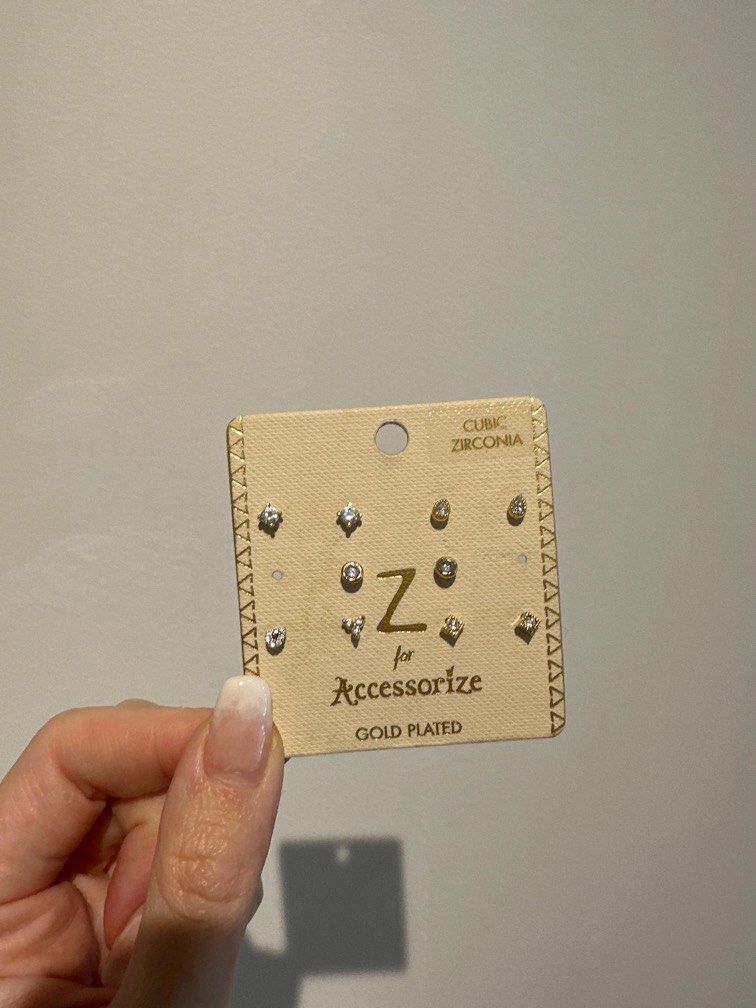 CUBIC
ZIRCONIA
Z
for
Accessorize
GOLD PLATED